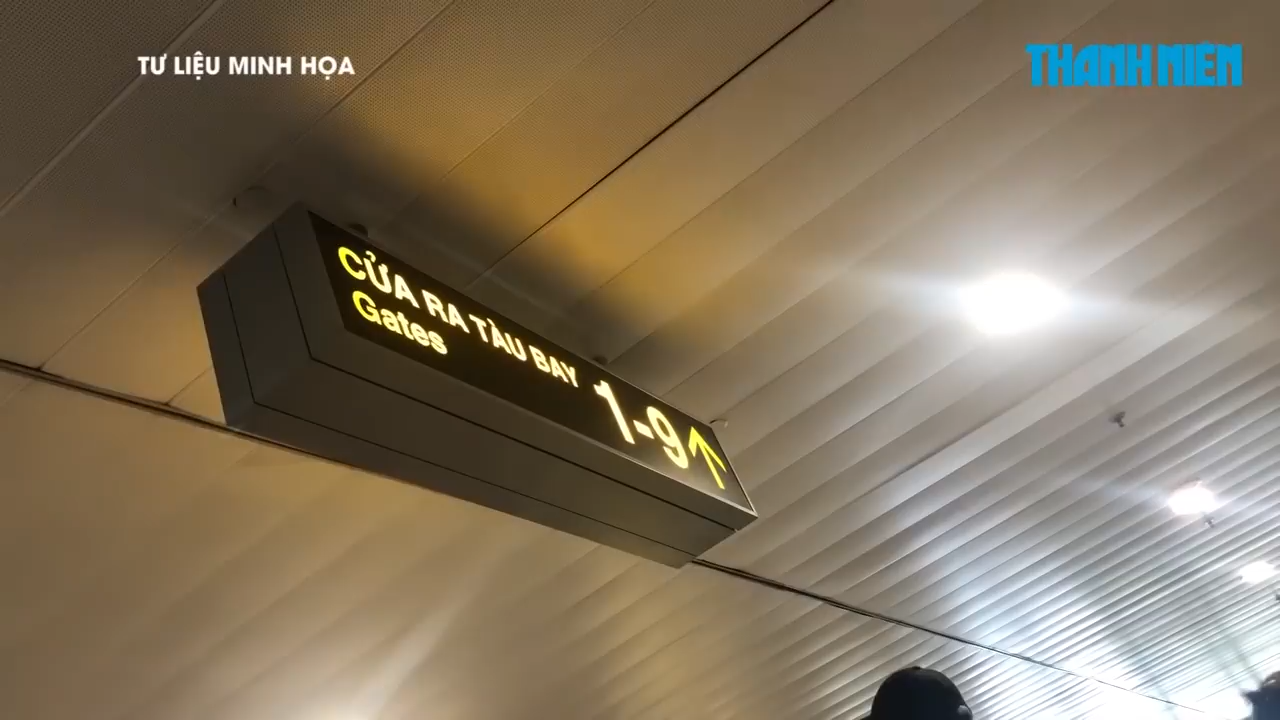 TƯ LIỆU MINH HỌA
THANH NIÊN
CỬA RA TÀU BAY
Gates
1-9↑